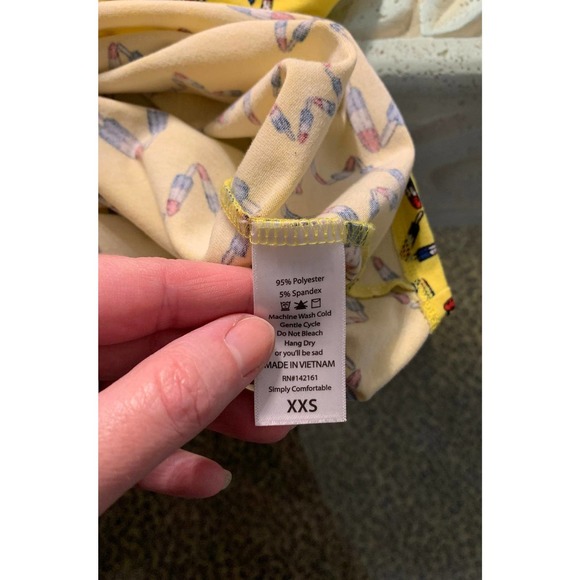 95% Polyester
5% Spandex
Machine Wash Cold
Gentle Cycle
Do Not Bleach
Hang Dry
or you'll be sad
MADE IN VIETNAM
RN#142161
Simply Comfortable
XXS